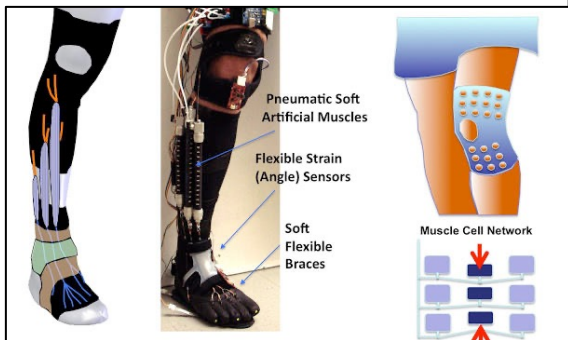 Pneumatic Soft
Artificial Muscles
Flexible Strain
(Angle) Sensors
Soft
Flexible
Braces
Muscle Cell Network